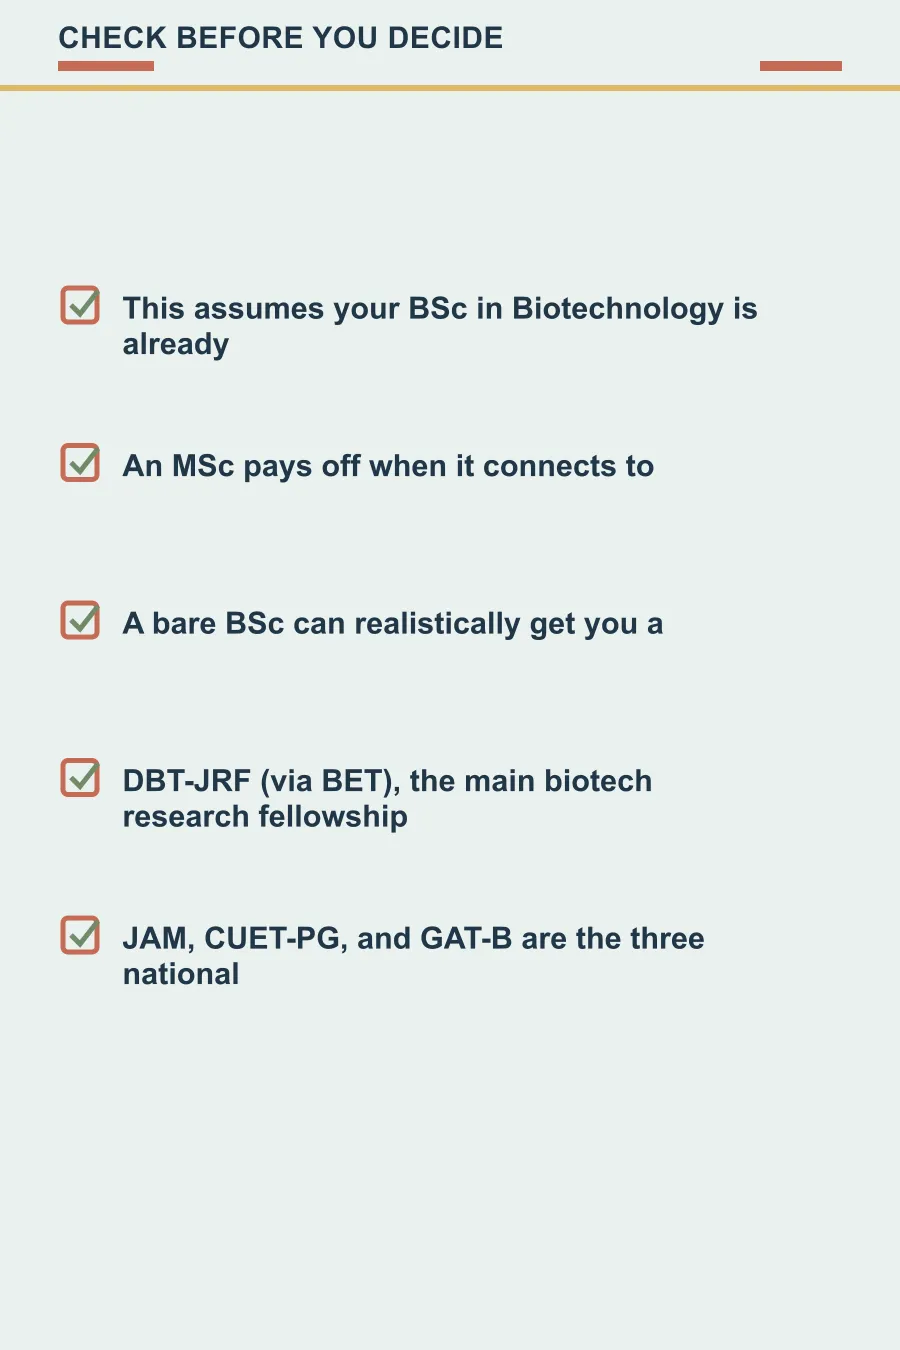 CHECK BEFORE YOU DECIDE
This assumes your BSc in Biotechnology is
already
An MSc pays off when it connects to
A bare BSc can realistically get you a
DBT-JRF (via BET), the main biotech
research fellowship
JAM, CUET-PG, and GAT-B are the three
national